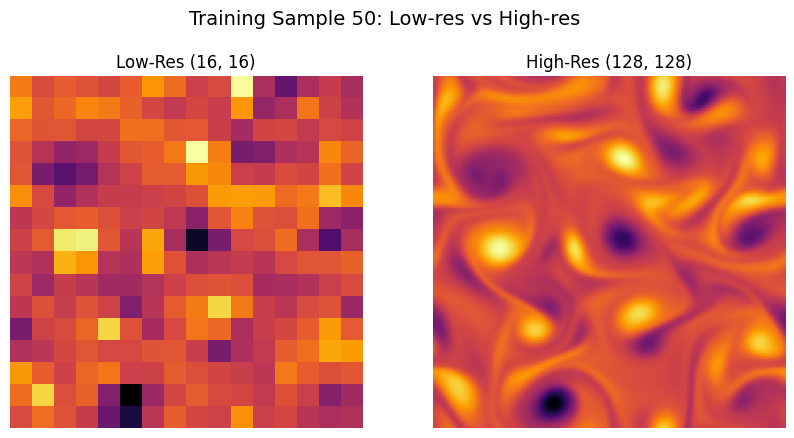 Training Sample 50: Low-res vs High-res
Low-Res (16, 16)
High-Res (128, 128)